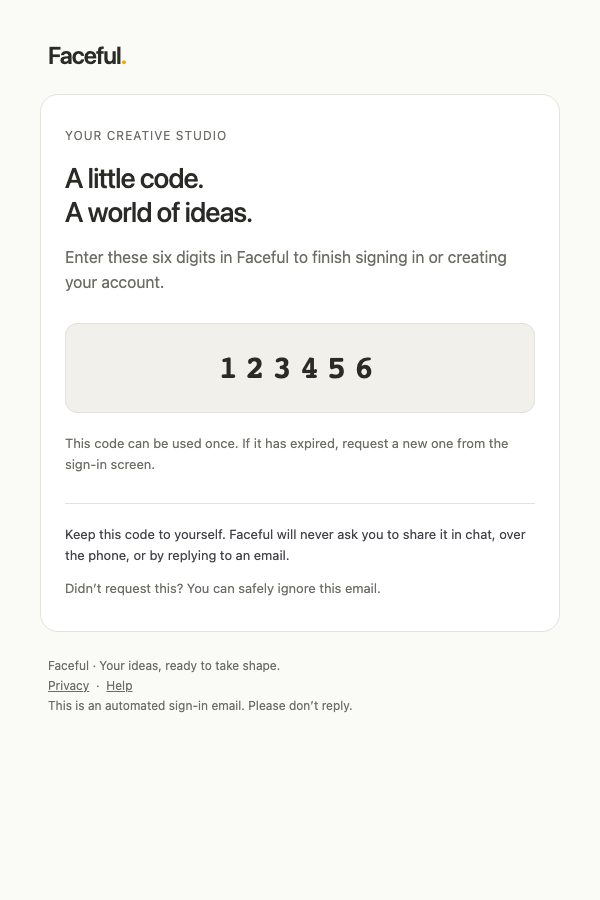 Faceful.
YOUR CREATIVE STUDIO
A little code.
A world of ideas.
Enter these six digits in Faceful to finish signing in or creating
your account.
1 2 3 4 5 6
This code can be used once. If it has expired, request a new one from the
sign-in screen.
Keep this code to yourself. Faceful will never ask you to share it in chat, over
the phone, or by replying to an email.
Didn’t request this? You can safely ignore this email.
Faceful · Your ideas, ready to take shape.
Privacy · Help
This is an automated sign-in email. Please don’t reply.